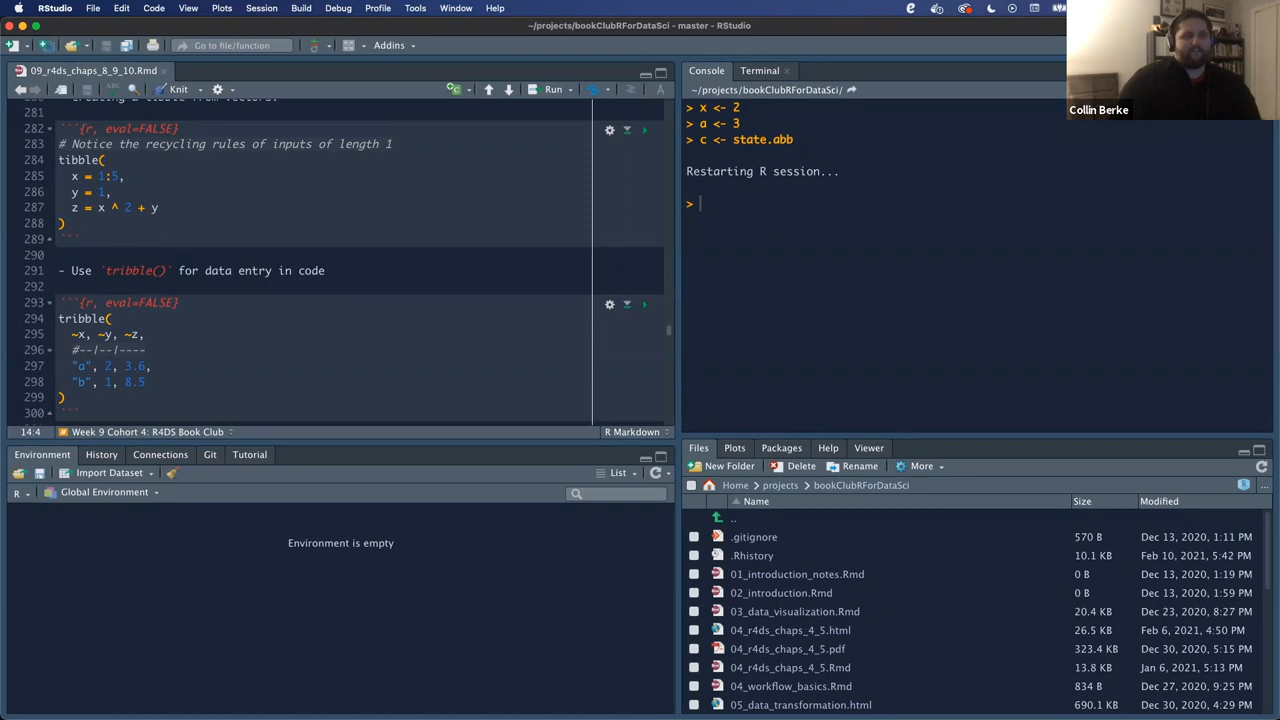 RStudio File Edit Code View Plots Session Build Debug Profile Tools Window Help
~/projects/bookClubRForDataSci - master - RStudio
Go to file/function Addins
09_r4ds_chaps_8_9_10.Rmd
Knit Run
281
282 ```{r, eval=FALSE}
283 # Notice the recycling rules of inputs of length 1
284 tibble(
285 x = 1:5,
286 y = 1,
287 z = x ^ 2 + y
288 )
289 ```
290
291 - Use `tribble()` for data entry in code
292
293 ```{r, eval=FALSE}
294 tribble(
295 ~x, ~y, ~z,
296 #--|--|----
297 "a", 2, 3.6,
298 "b", 1, 8.5
299 )
300 ```
14:4 Week 9 Cohort 4: R4DS Book Club R Markdown
Environment History Connections Git Tutorial
Import Dataset List
R Global Environment
Environment is empty
Console Terminal
~/projects/bookClubRForDataSci/
> x <- 2
> a <- 3
> c <- state.abb
Restarting R session...
>
Collin Berke
Files Plots Packages Help Viewer
New Folder Delete Rename More
Home projects bookClubRForDataSci ...
Name Size Modified
..
.gitignore 570 B Dec 13, 2020, 1:11 PM
.Rhistory 10.1 KB Feb 10, 2021, 5:42 PM
01_introduction_notes.Rmd 0 B Dec 13, 2020, 1:19 PM
02_introduction.Rmd 0 B Dec 13, 2020, 1:59 PM
03_data_visualization.Rmd 20.4 KB Dec 23, 2020, 8:27 PM
04_r4ds_chaps_4_5.html 26.5 KB Feb 6, 2021, 4:50 PM
04_r4ds_chaps_4_5.pdf 323.4 KB Dec 30, 2020, 5:15 PM
04_r4ds_chaps_4_5.Rmd 13.8 KB Jan 6, 2021, 5:13 PM
04_workflow_basics.Rmd 834 B Dec 27, 2020, 9:25 PM
05_data_transformation.html 690.1 KB Dec 30, 2020, 4:29 PM